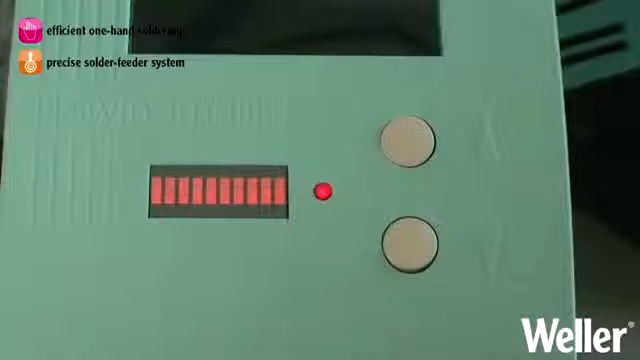 efficient one-hand soldering
precise solder-feeder system
Weller®